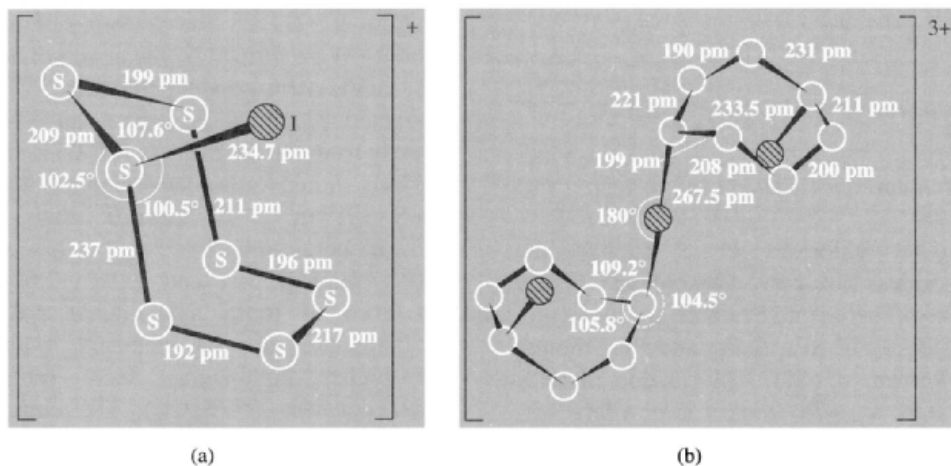 +
3+
190 pm
231 pm
S
199 pm
S
221 pm
233.5 pm
211 pm
209 pm
107.6°
I
234.7 pm
199 pm
208 pm
200 pm
102.5°
S
100.5°
267.5 pm
237 pm
211 pm
180°
S
196 pm
109.2°
S
104.5°
S
217 pm
105.8°
192 pm
S
(a)
(b)